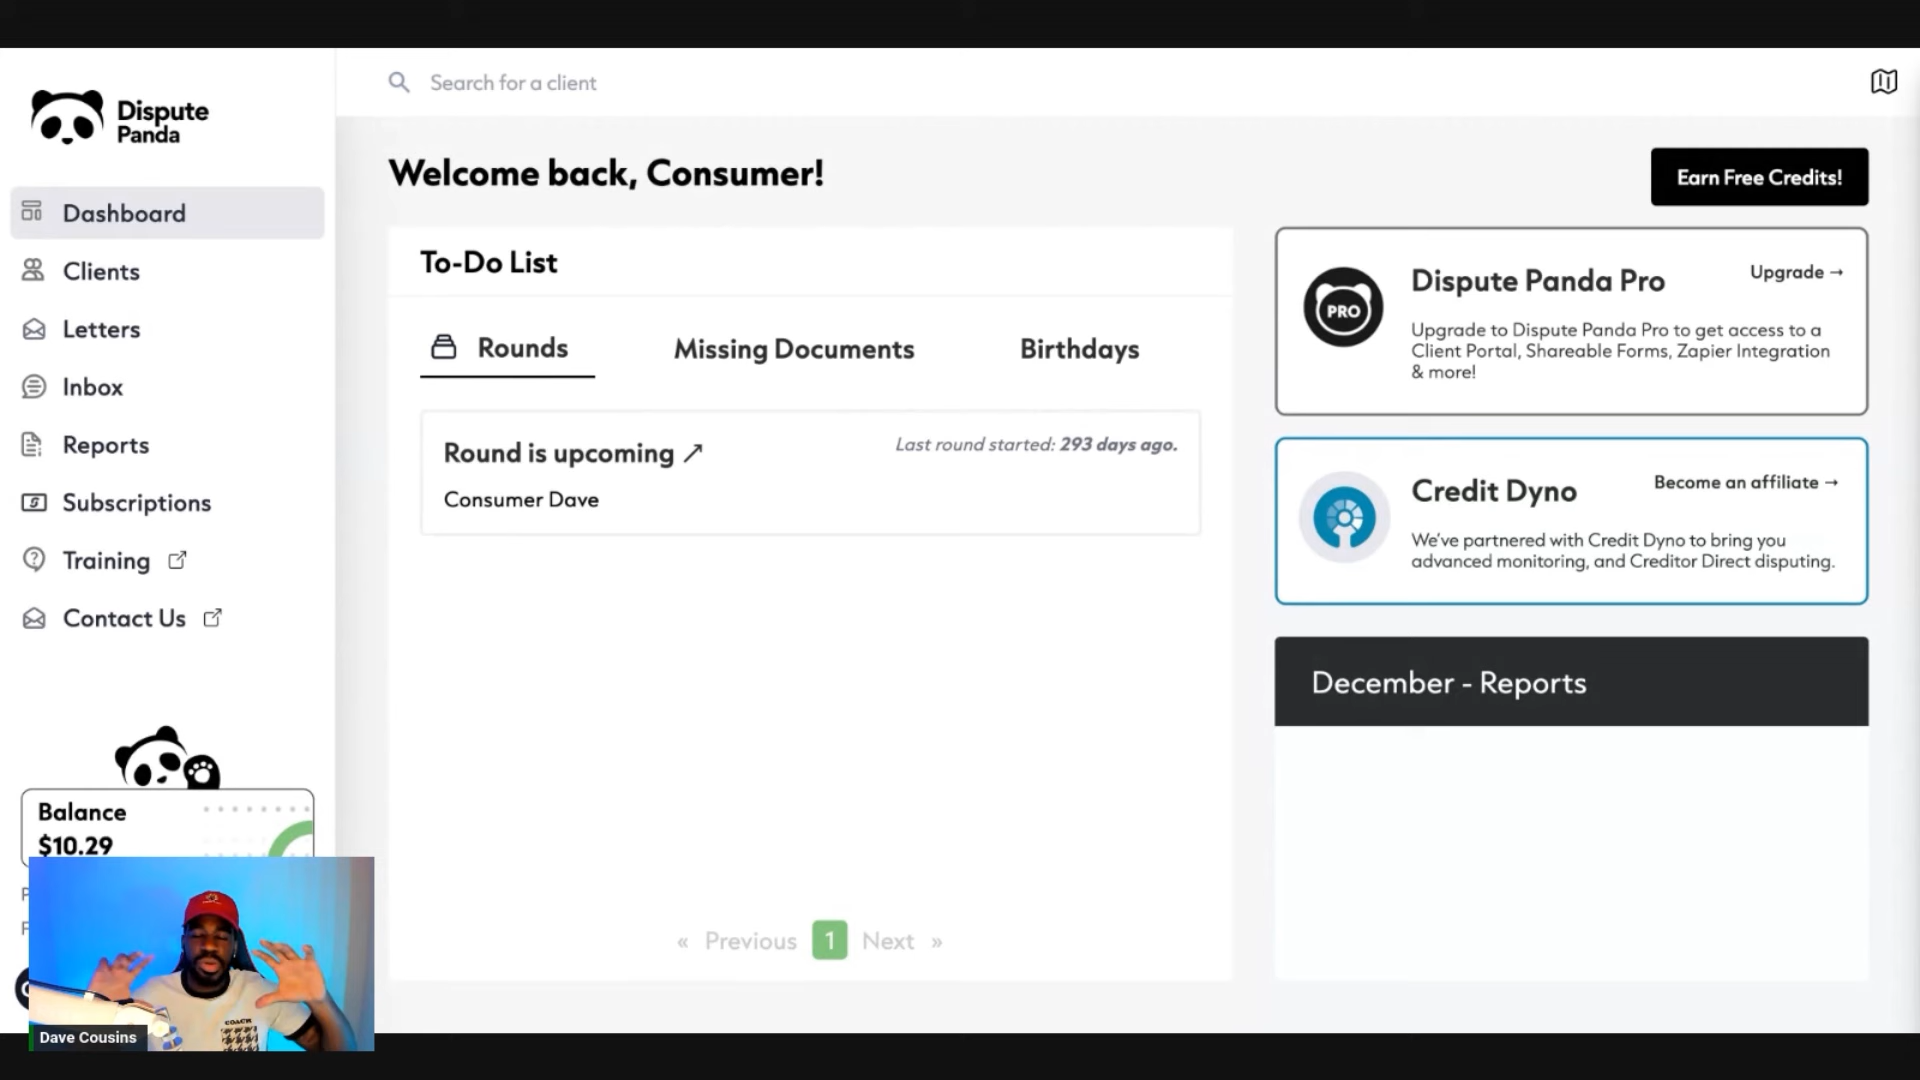 Dispute
Panda
Search for a client
Dashboard
Clients
Letters
Inbox
Reports
Subscriptions
Training
Contact Us
Balance
$10.29
Dave Cousins
COACH
Welcome back, Consumer!
Earn Free Credits!
To-Do List
Rounds
Missing Documents
Birthdays
Round is upcoming ↗
Last round started: 293 days ago.
Consumer Dave
« Previous 1 Next »
PRO
Dispute Panda Pro
Upgrade →
Upgrade to Dispute Panda Pro to get access to a
Client Portal, Shareable Forms, Zapier Integration
& more!
Credit Dyno
Become an affiliate →
We've partnered with Credit Dyno to bring you
advanced monitoring, and Creditor Direct disputing.
December - Reports